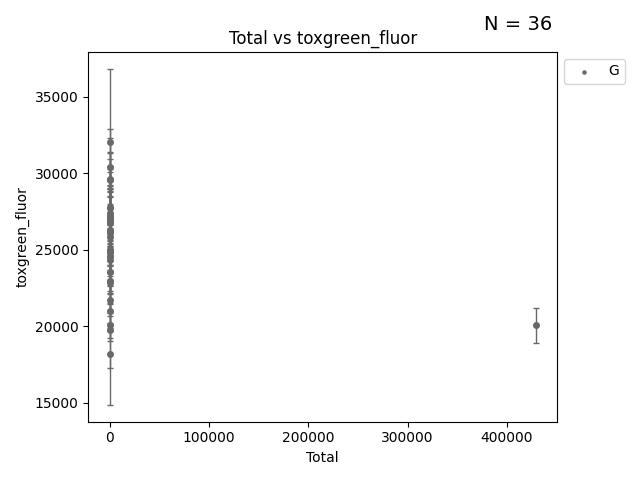 N = 36
Total vs toxgreen_fluor
G
35000
30000
25000
20000
15000
toxgreen_fluor
0 100000 200000 300000 400000
Total